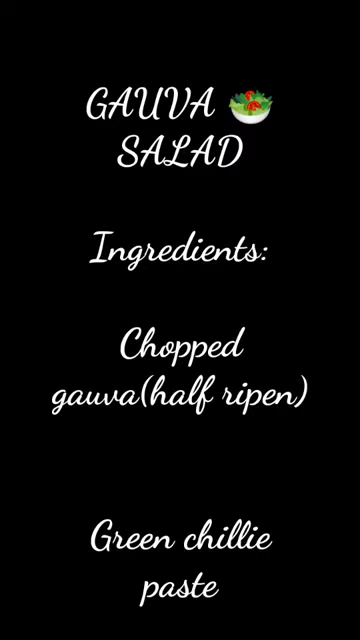 GAUVA 🥗
SALAD
Ingredients:
Chopped
gauva(half ripen)
Green chillie
paste